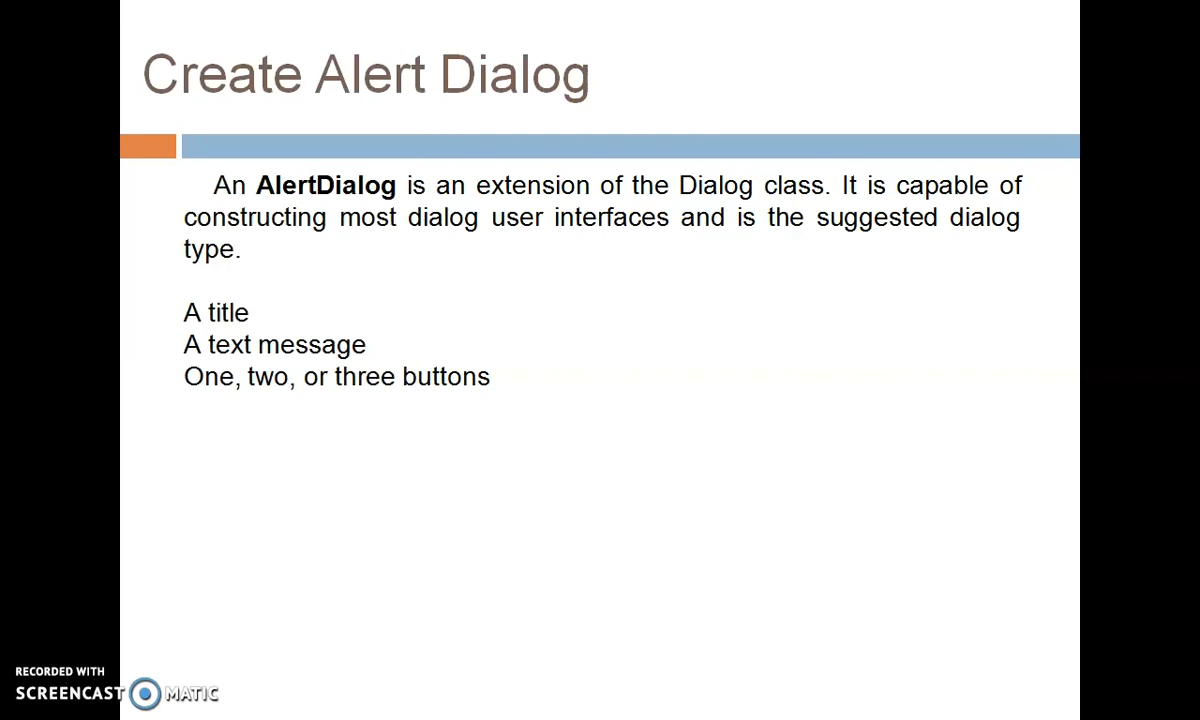 Create Alert Dialog
An AlertDialog is an extension of the Dialog class. It is capable of
constructing most dialog user interfaces and is the suggested dialog
type.
A title
A text message
One, two, or three buttons
RECORDED WITH
SCREENCAST MATIC